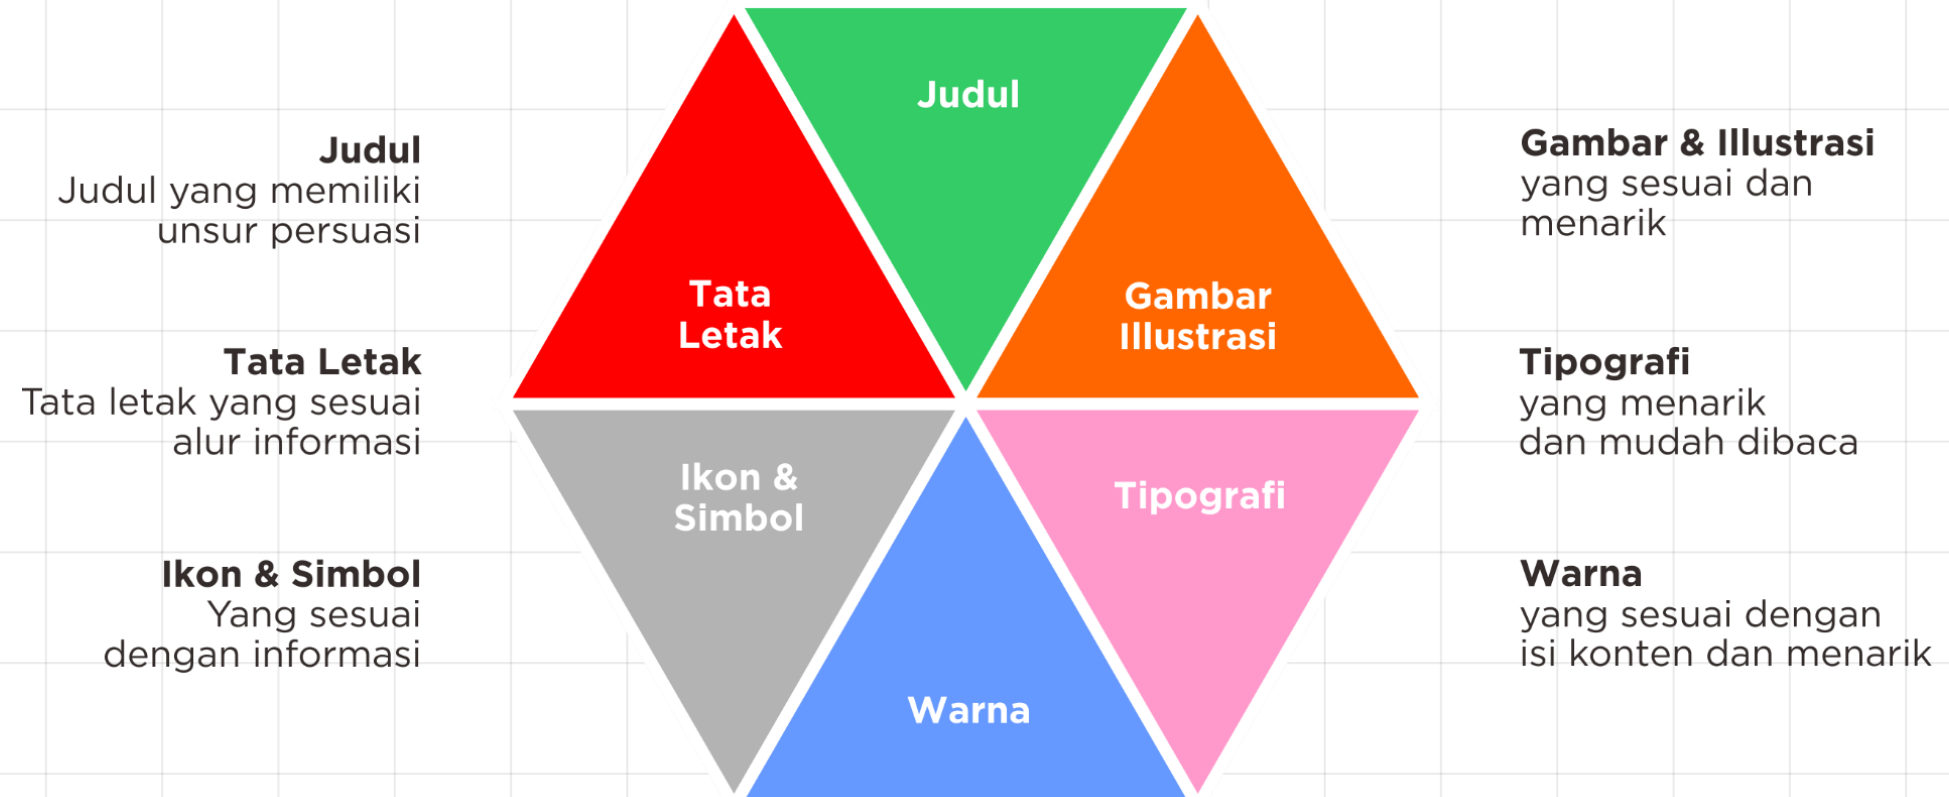 Judul
Judul yang memiliki
unsur persuasi
Tata Letak
Tata letak yang sesuai
alur informasi
Ikon & Simbol
Yang sesuai
dengan informasi
Judul
Tata
Letak
Gambar
Illustrasi
Ikon &
Simbol
Tipografi
Warna
Gambar & Illustrasi
yang sesuai dan
menarik
Tipografi
yang menarik
dan mudah dibaca
Warna
yang sesuai dengan
isi konten dan menarik